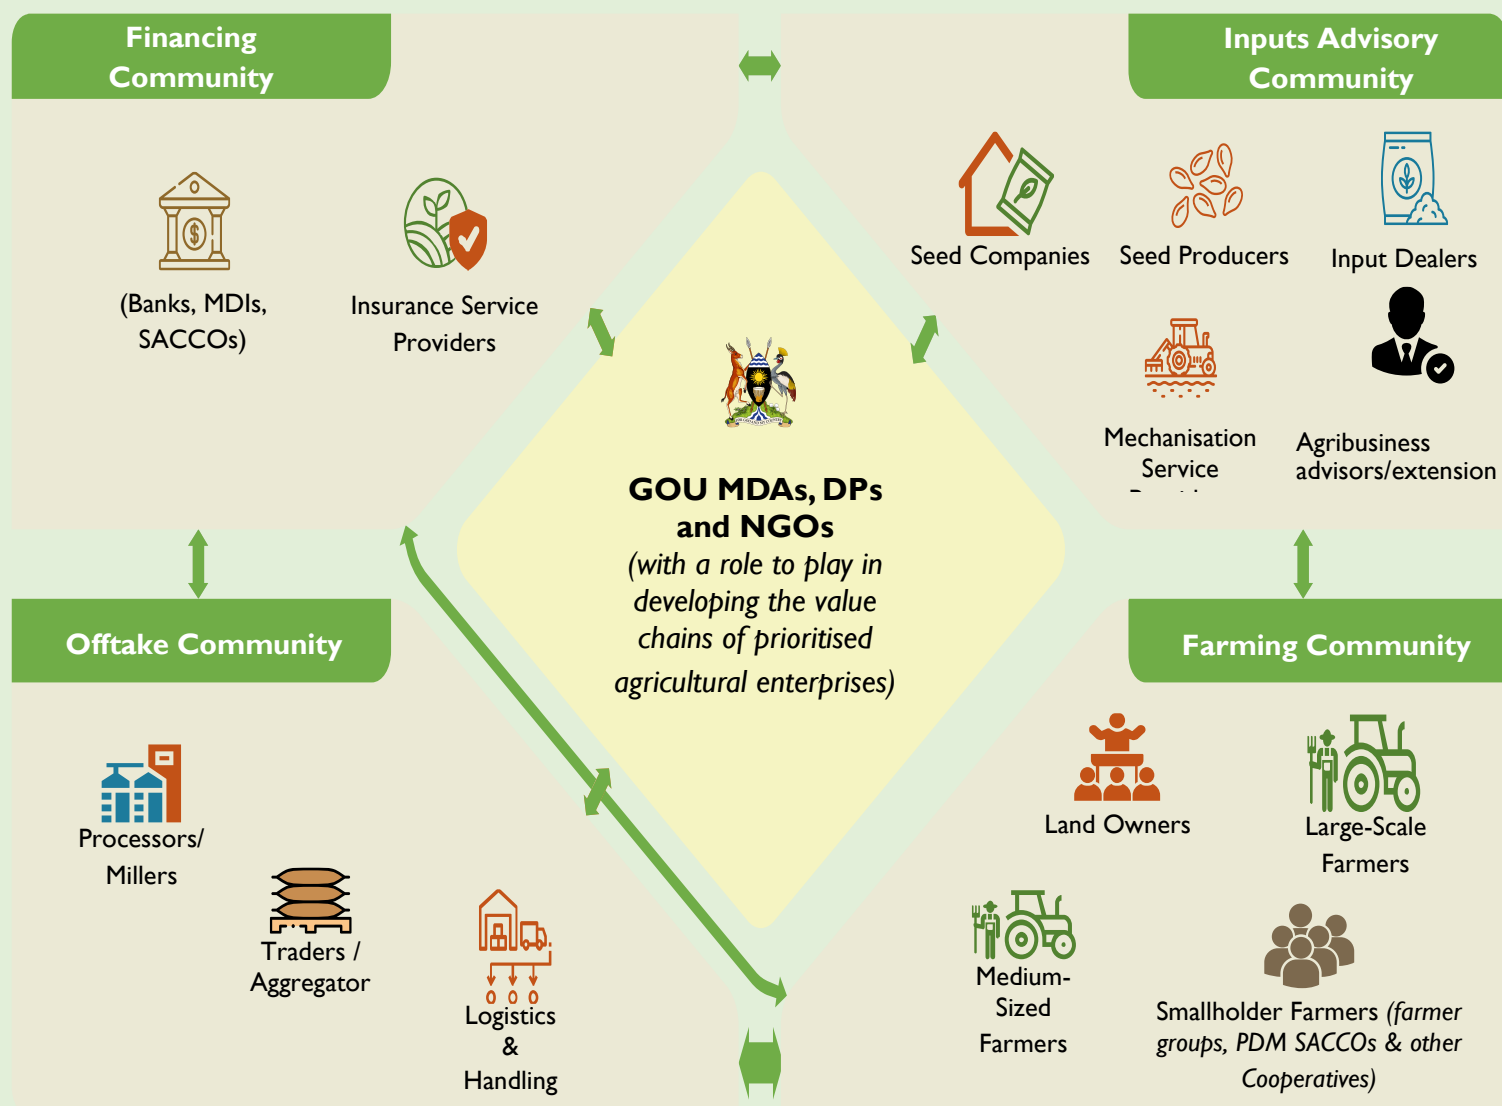 Financing
Community
(Banks, MDIs,
SACCOs)
Insurance Service
Providers
Inputs Advisory
Community
Seed Companies
Seed Producers
Input Dealers
Mechanisation
Service
Agribusiness
advisors/extension
GOU MDAs, DPs
and NGOs
(with a role to play in
developing the value
chains of prioritised
agricultural enterprises)
Offtake Community
Processors/
Millers
Traders /
Aggregator
Logistics
&
Handling
Farming Community
Land Owners
Large-Scale
Farmers
Medium-
Sized
Farmers
Smallholder Farmers (farmer
groups, PDM SACCOs & other
Cooperatives)